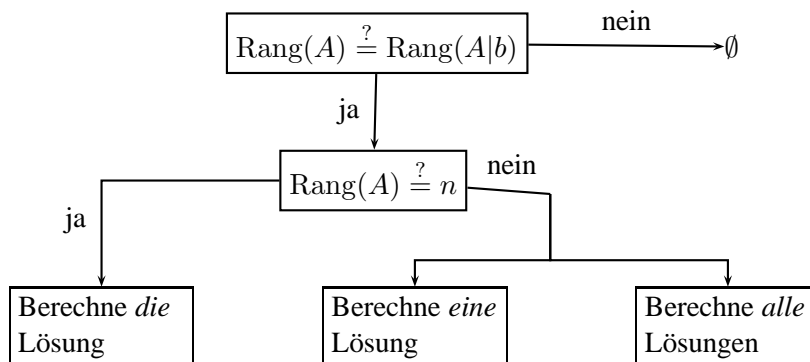 nein
Rang(A) ≟ Rang(A|b)
∅
ja
nein
Rang(A) ≟ n
ja
Berechne die
Lösung
Berechne eine
Lösung
Berechne alle
Lösungen